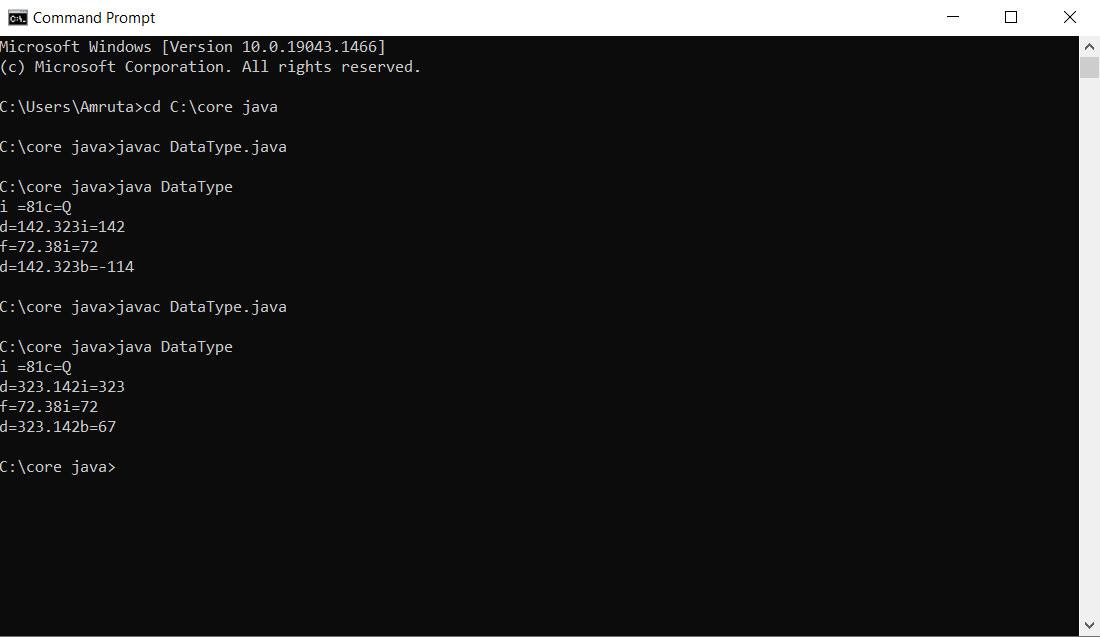 Command Prompt
Microsoft Windows [Version 10.0.19043.1466]
(c) Microsoft Corporation. All rights reserved.
C:\Users\Amruta>cd C:\core java
C:\core java>javac DataType.java
C:\core java>java DataType
i =81c=Q
d=142.323i=142
f=72.38i=72
d=142.323b=-114
C:\core java>javac DataType.java
C:\core java>java DataType
i =81c=Q
d=323.142i=323
f=72.38i=72
d=323.142b=67
C:\core java>